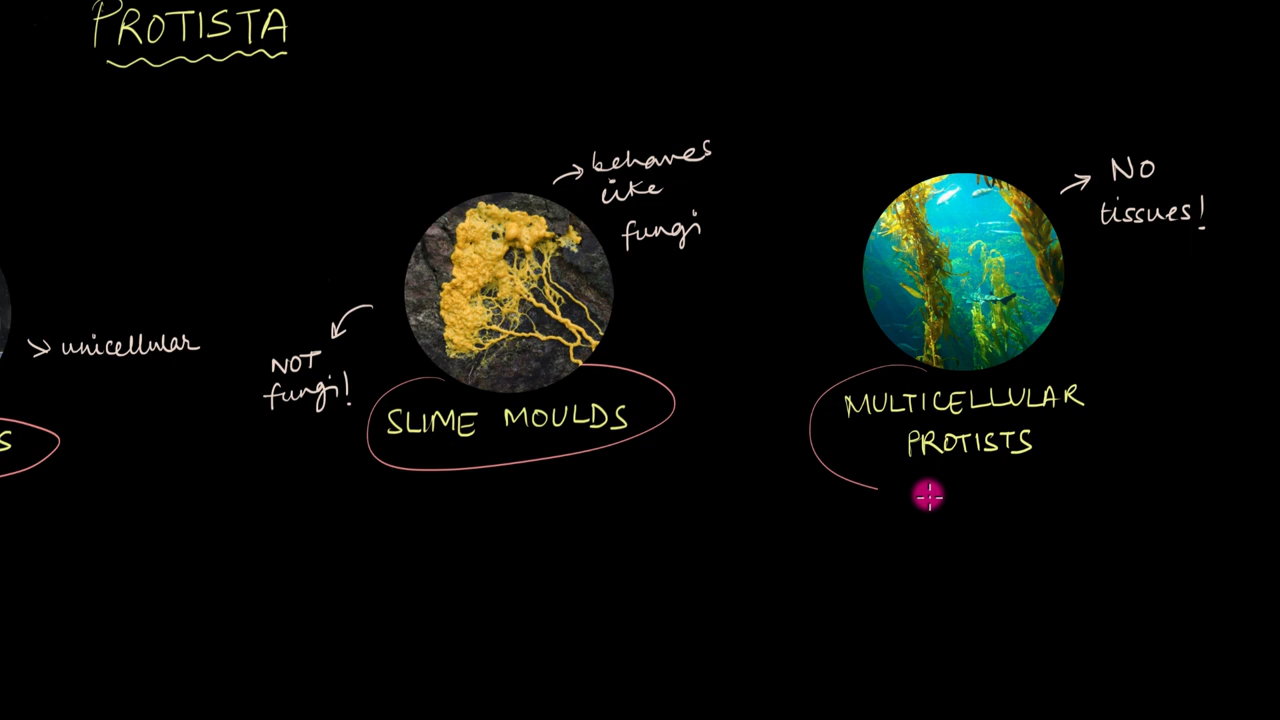 PROTISTA
unicellular
S
NOT
fungi!
behaves
like
fungi
SLIME MOULDS
No
tissues!
MULTICELLULAR
PROTISTS